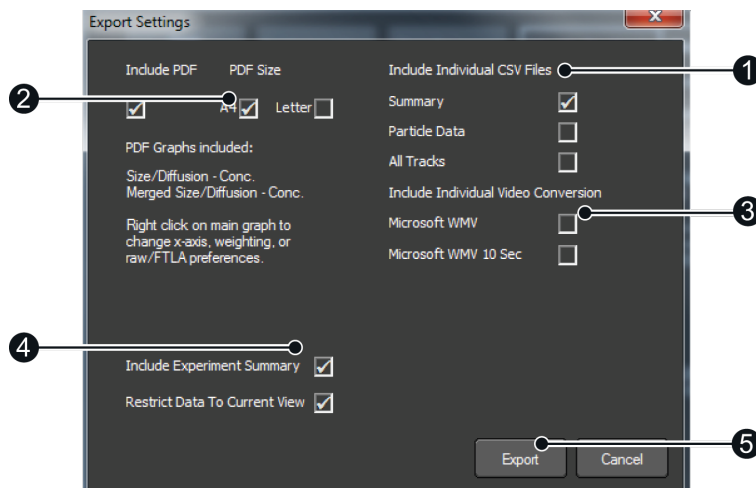 Export Settings
Include PDF PDF Size
A4 Letter
PDF Graphs included:
Size/Diffusion - Conc.
Merged Size/Diffusion - Conc.
Right click on main graph to
change x-axis, weighting, or
raw/FTLA preferences.
Include Experiment Summary
Restrict Data To Current View
Include Individual CSV Files
Summary
Particle Data
All Tracks
Include Individual Video Conversion
Microsoft WMV
Microsoft WMV 10 Sec
Export Cancel
1
2
3
4
5